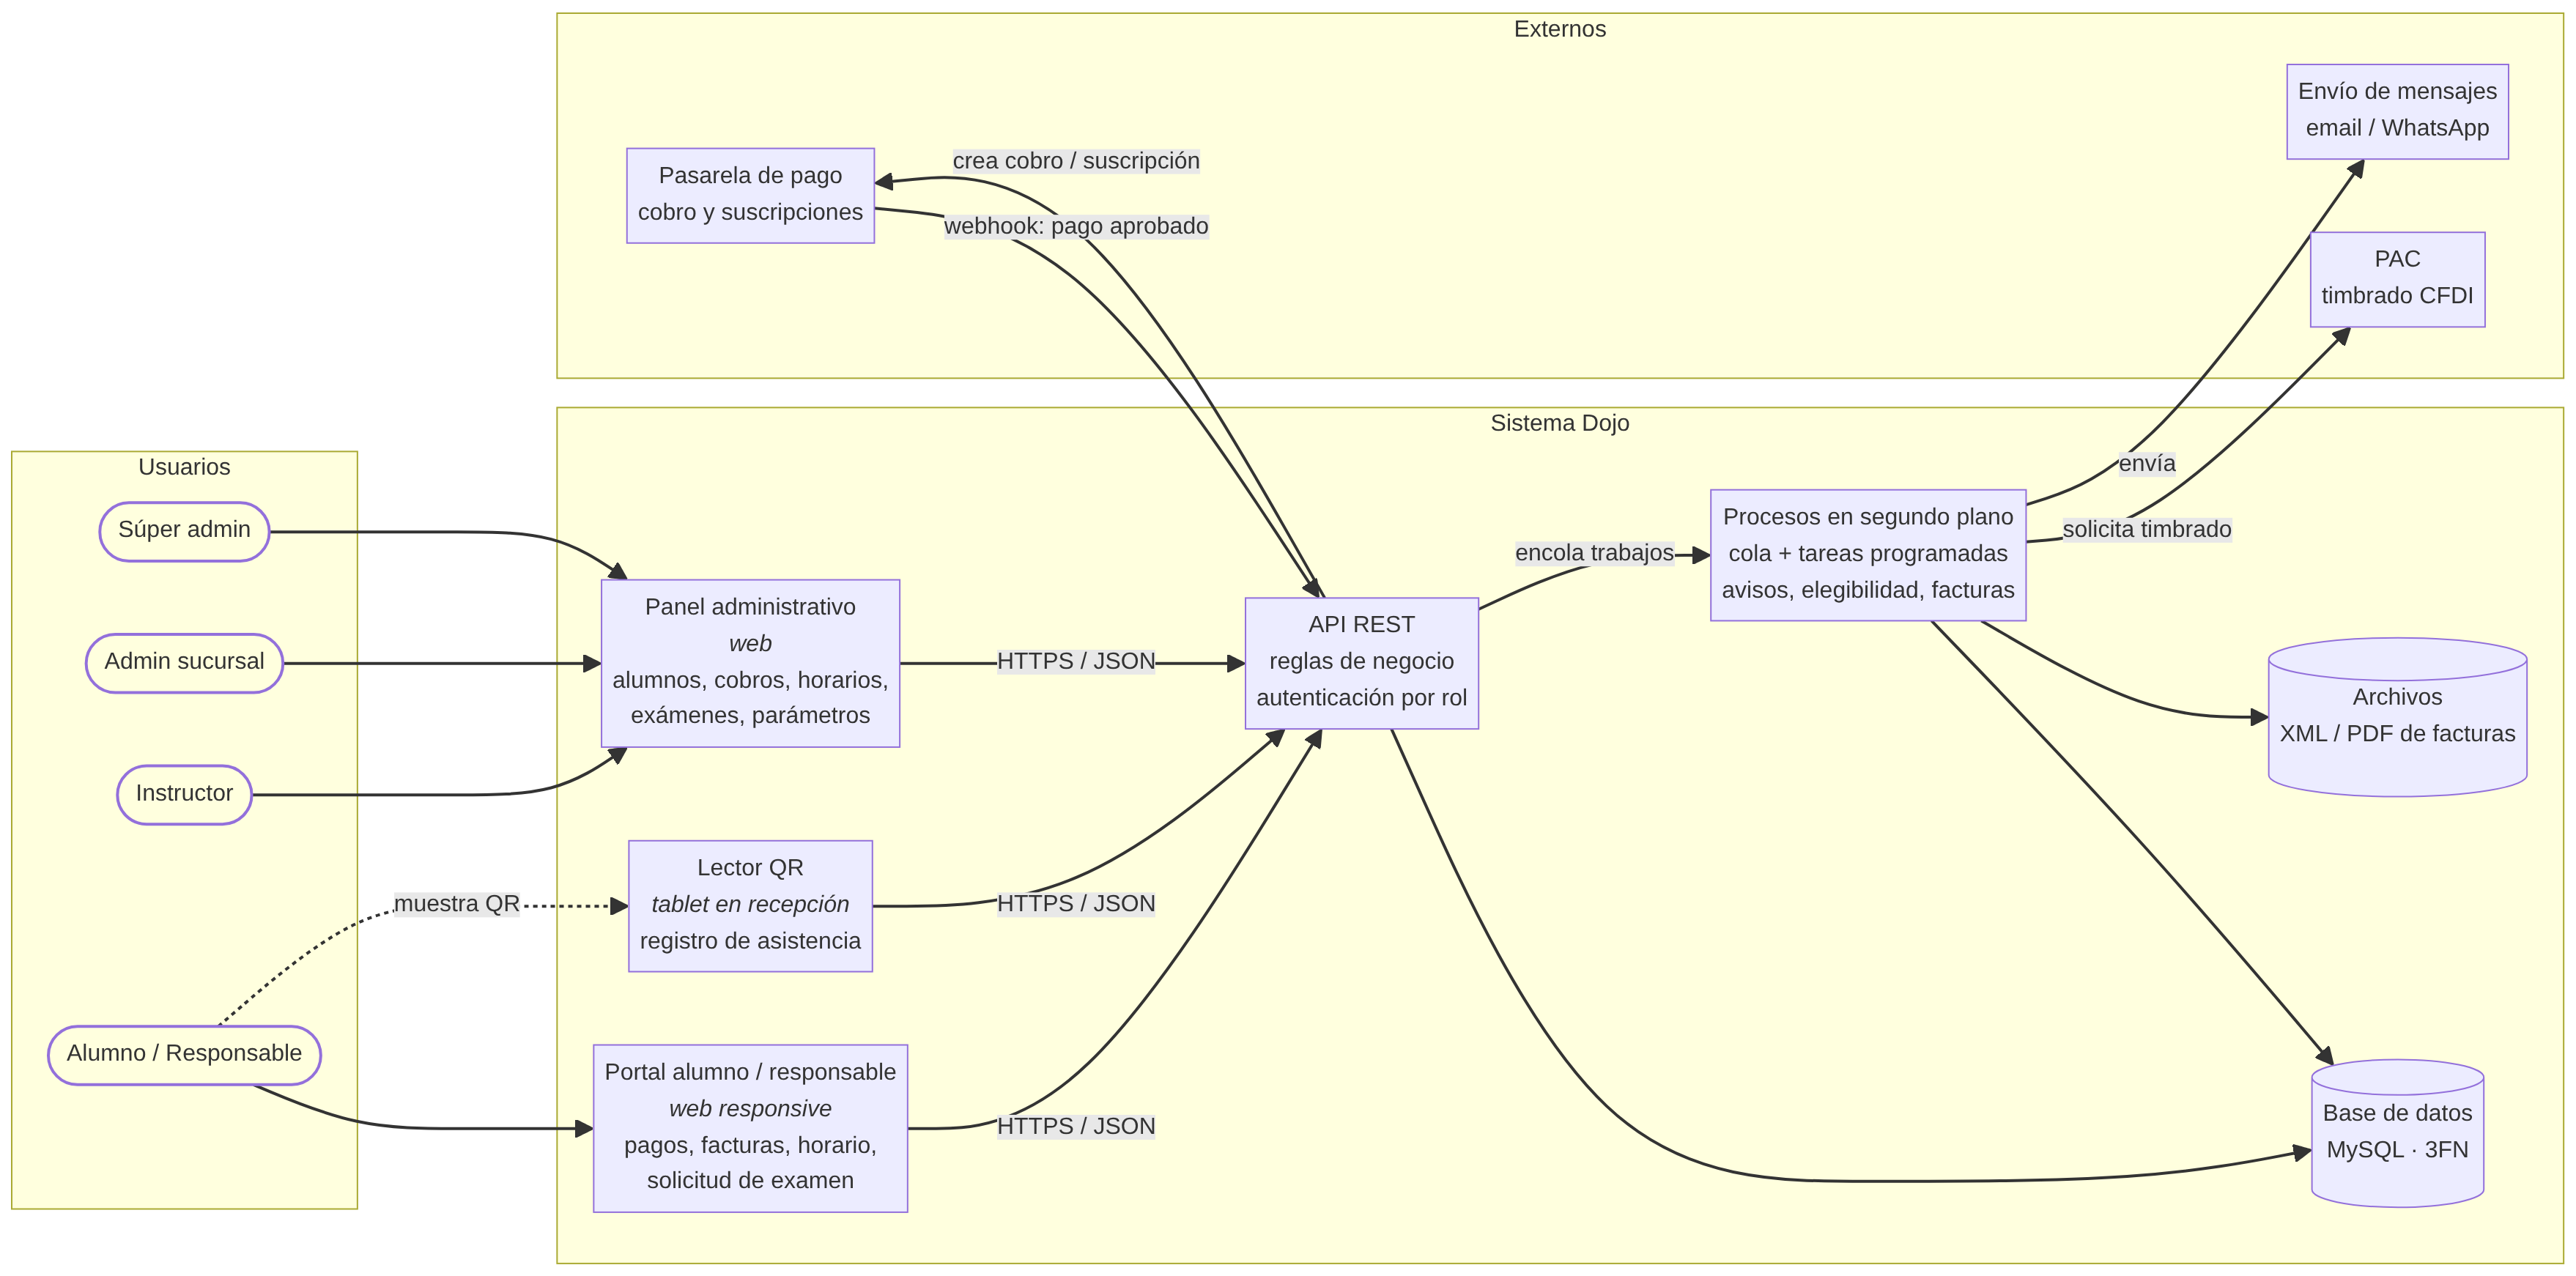 Externos
Envío de mensajes
email / WhatsApp
Pasarela de pago
cobro y suscripciones
crea cobro / suscripción
webhook: pago aprobado
PAC
timbrado CFDI
Sistema Dojo
Usuarios
Súper admin
Admin sucursal
Instructor
Alumno / Responsable
muestra QR
Panel administrativo
web
alumnos, cobros, horarios,
exámenes, parámetros
HTTPS / JSON
Lector QR
tablet en recepción
registro de asistencia
HTTPS / JSON
Portal alumno / responsable
web responsive
pagos, facturas, horario,
solicitud de examen
HTTPS / JSON
API REST
reglas de negocio
autenticación por rol
encola trabajos
Procesos en segundo plano
cola + tareas programadas
avisos, elegibilidad, facturas
envía
solicita timbrado
Archivos
XML / PDF de facturas
Base de datos
MySQL · 3FN